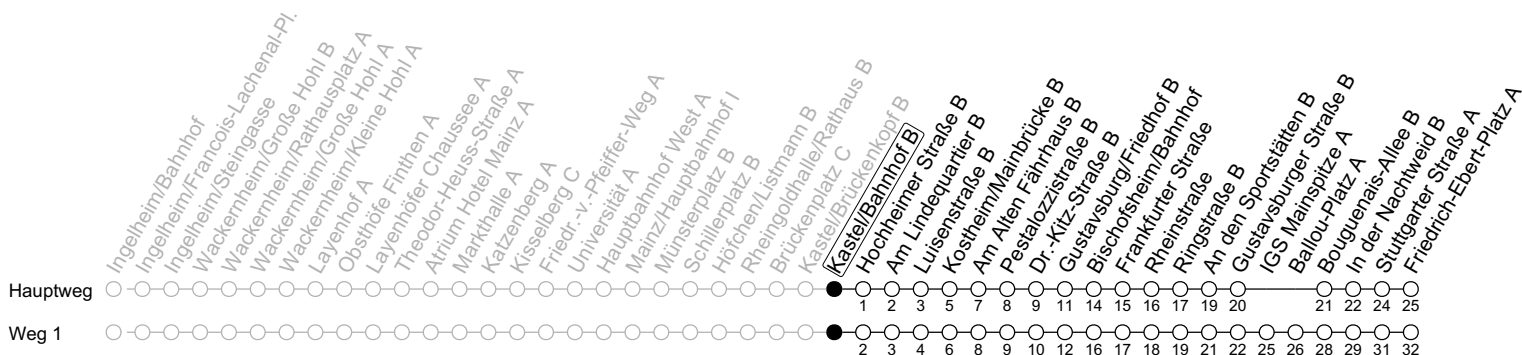 Ingelheim/Bahnhof
Ingelheim/Francois-Lachenal-Pl.
Ingelheim/Steingasse
Wackernheim/Große Hohl B
Wackernheim/Rathausplatz A
Wackernheim/Große Hohl A
Wackernheim/Kleine Hohl A
Layenhof A
Obsthöfe Finthen A
Layenhöfer Chaussee A
Theodor-Heuss-Straße A
Atrium Hotel Mainz A
Markthalle A
Katzenberg A
Kisselberg C
Friedr.-v.-Pfeiffer-Weg A
Universität A
Hauptbahnhof West A
Mainz/Hauptbahnhof I
Münsterplatz B
Schillerplatz B
Höfchen/Listmann B
Rheingoldhalle/Rathaus B
Brückenplatz C
Kastel/Brückenkopf B
Kastel/Bahnhof B
Hochheimer Straße B
Am Lindequartier B
Luisenstraße B
Kostheim/Mainbrücke B
Am Alten Fährhaus B
Pestalozzistraße B
Dr.-Kitz-Straße B
Gustavsburg/Friedhof B
Bischofsheim/Bahnhof
Frankfurter Straße
Rheinstraße
Ringstraße B
An den Sportstätten B
Gustavsburger Straße B
IGS Mainspitze A
Ballou-Platz A
Bouguenais-Allee B
In der Nachtweid B
Stuttgarter Straße A
Friedrich-Ebert-Platz A
Hauptweg
1 2 3 5 7 8 9 11 14 15 16 17 19 20 21 22 24 25
Weg 1
2 3 4 6 8 9 10 12 16 17 18 19 21 22 25 26 28 29 31 32